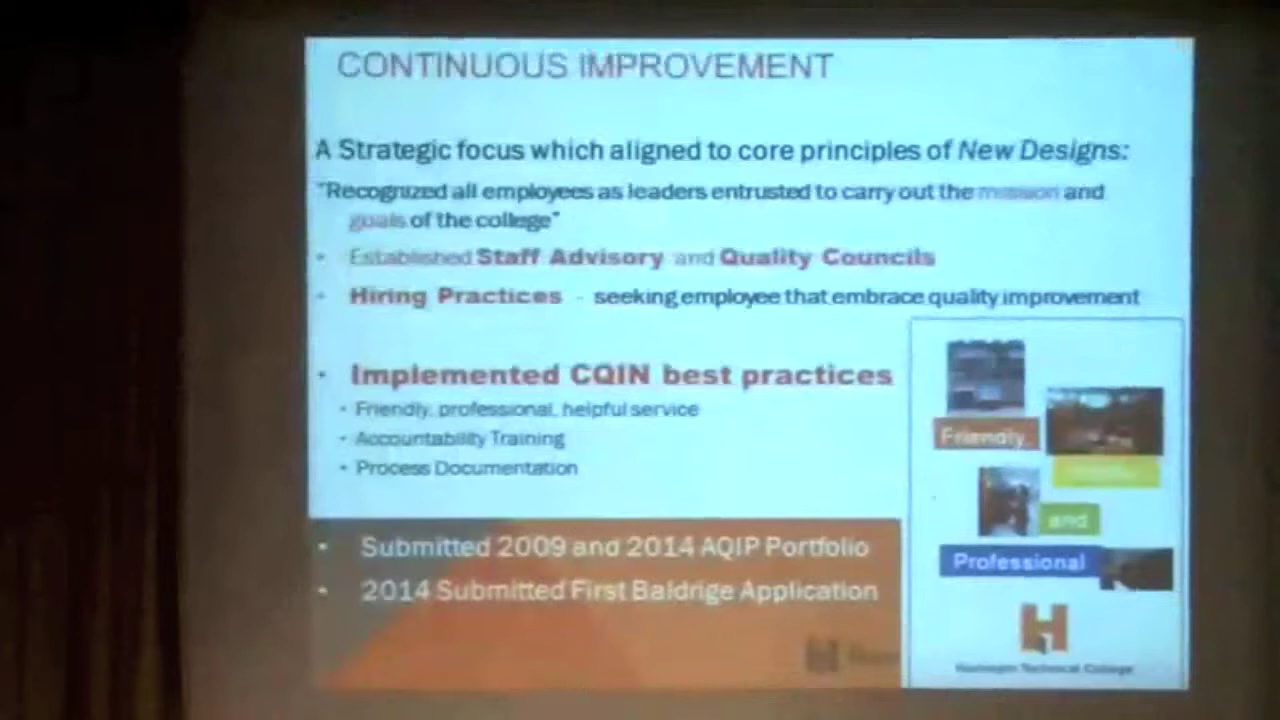 CONTINUOUS IMPROVEMENT
A Strategic focus which aligned to core principles of New Designs:
"Recognized all employees as leaders entrusted to carry out the mission and
goals of the college"
• Established Staff Advisory and Quality Councils
• Hiring Practices - seeking employee that embrace quality improvement
• Implemented CQIN best practices
• Friendly, professional, helpful service
• Accountability Training
• Process Documentation
• Submitted 2009 and 2014 AQIP Portfolio
• 2014 Submitted First Baldrige Application
Friendly,
and
Professional
H
Technical College